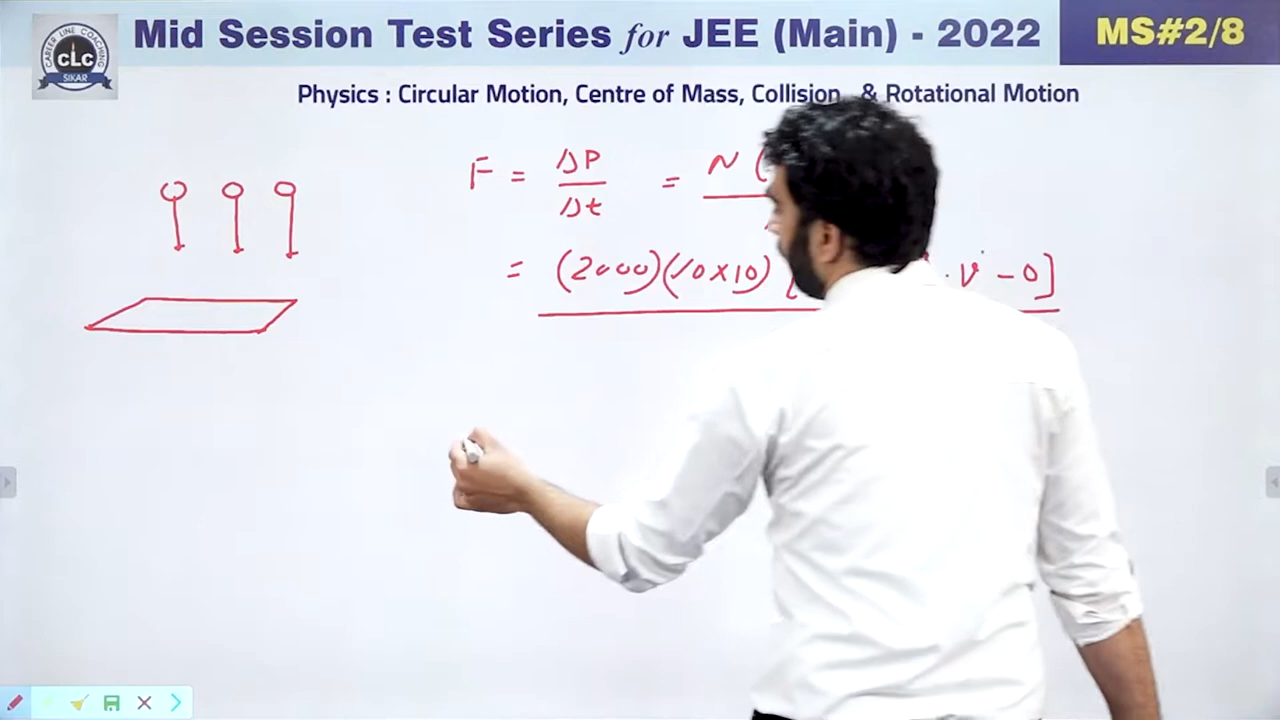 CAREER LINE COACHING
CLC
SIKAR
Mid Session Test Series for JEE (Main) - 2022
MS#2/8
Physics : Circular Motion, Centre of Mass, Collision & Rotational Motion
F = ΔP/Δt = N (
= (2000)(10×10) [ . v - 0]